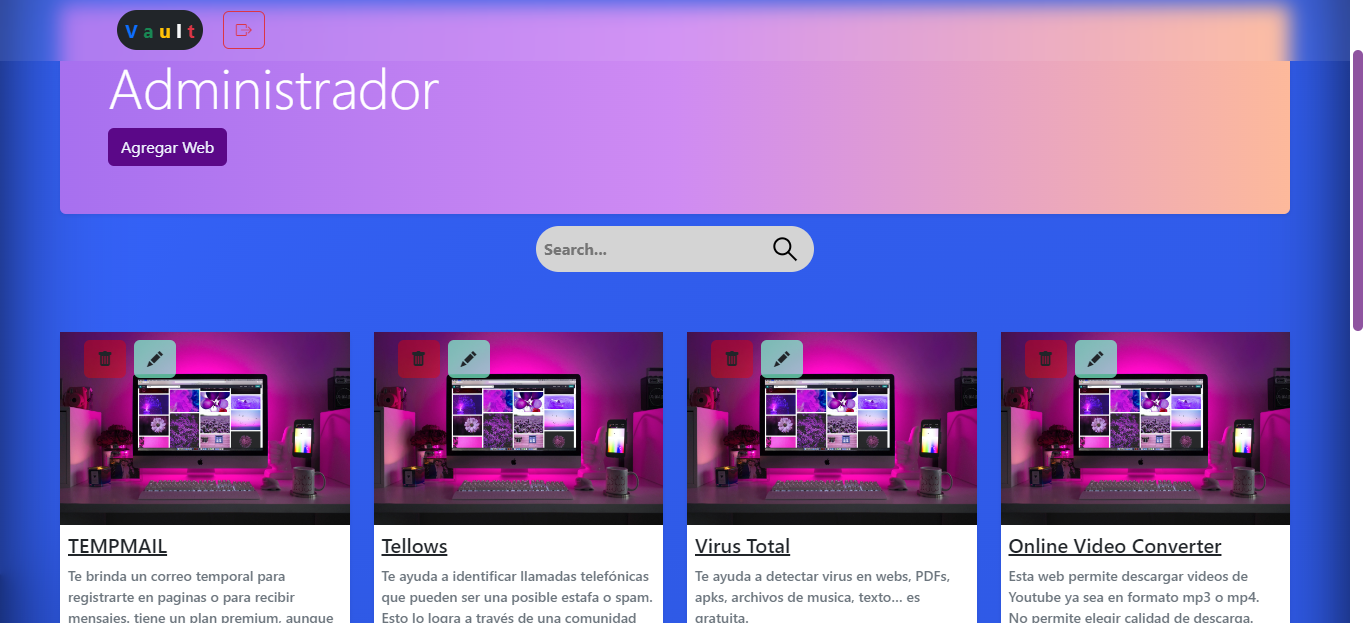 Vault
Administrador
Agregar Web
Search...
TEMPMAIL
Te brinda un correo temporal para
registrarte en paginas o para recibir
mensajes, tiene un plan premium, aunque
Tellows
Te ayuda a identificar llamadas telefónicas
que pueden ser una posible estafa o spam.
Esto lo logra a través de una comunidad
Virus Total
Te ayuda a detectar virus en webs, PDFs,
apks, archivos de musica, texto... es
gratuita.
Online Video Converter
Esta web permite descargar videos de
Youtube ya sea en formato mp3 o mp4.
No permite elegir calidad de descarga.